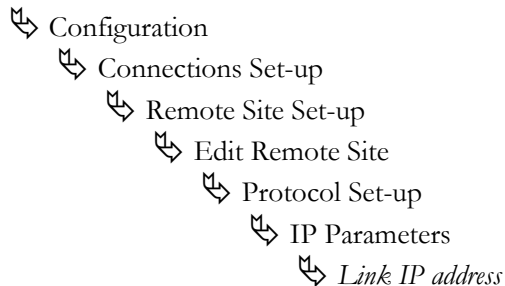 Configuration
Connections Set-up
Remote Site Set-up
Edit Remote Site
Protocol Set-up
IP Parameters
Link IP address